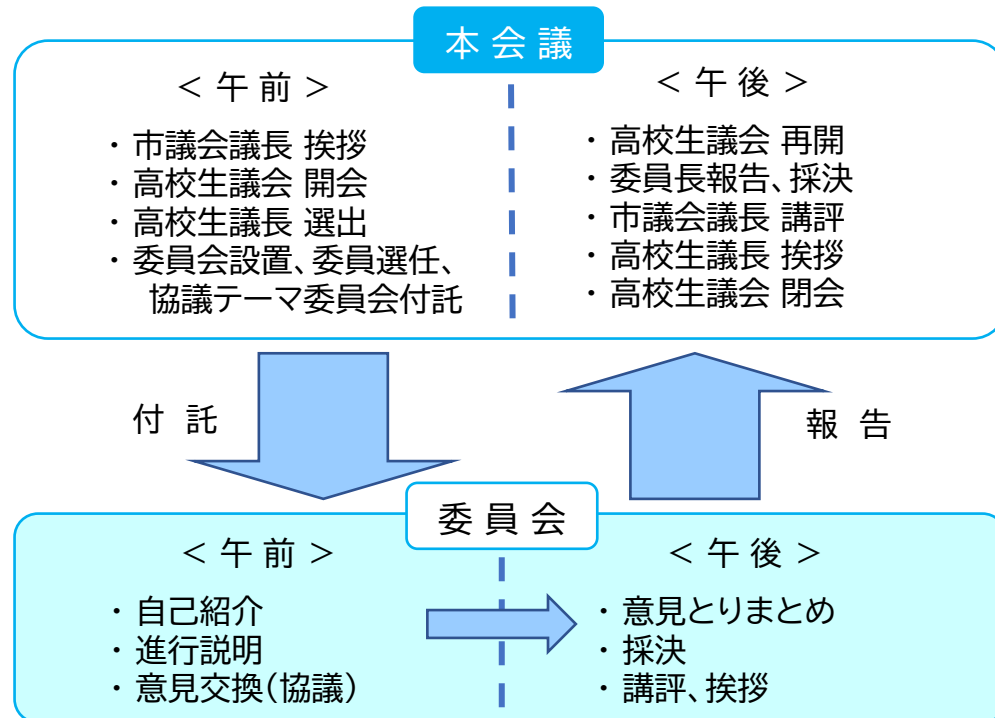 本会議
＜午前＞
・市議会議長 挨拶
・高校生議会 開会
・高校生議長 選出
・委員会設置、委員選任、
協議テーマ委員会付託
＜午後＞
・高校生議会 再開
・委員長報告、採決
・市議会議長 講評
・高校生議長 挨拶
・高校生議会 閉会
付託
報告
委員会
＜午前＞
・自己紹介
・進行説明
・意見交換(協議)
＜午後＞
・意見とりまとめ
・採決
・講評、挨拶